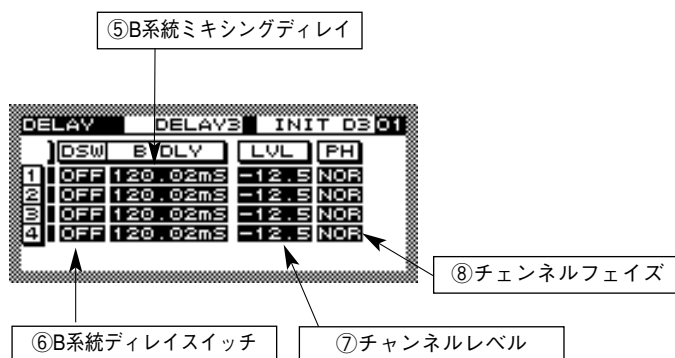 ⑤B系統ミキシングディレイ
DELAY DELAY3 INIT D3 01
DSW B DLY LVL PH
1 OFF 120.02mS -12.5 NOR
2 OFF 120.02mS -12.5 NOR
3 OFF 120.02mS -12.5 NOR
4 OFF 120.02mS -12.5 NOR
⑧チェンネルフェイズ
⑥B系統ディレイスイッチ
⑦チャンネルレベル